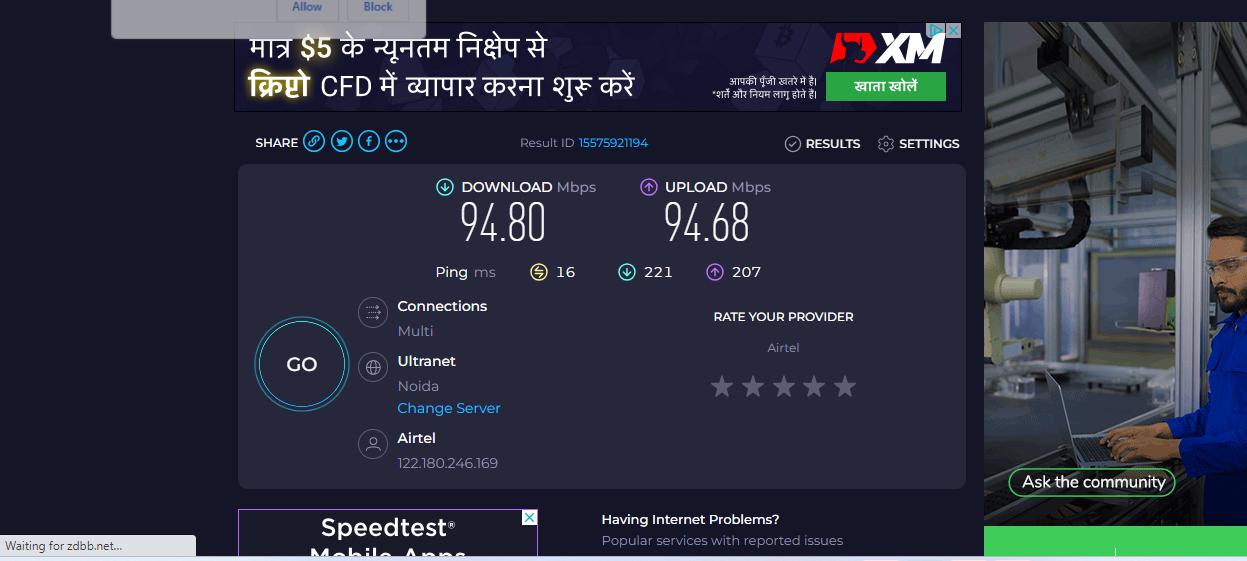 Allow Block
मात्र $5 के न्यूनतम निक्षेप से
क्रिप्टो CFD में व्यापार करना शुरू करें
XM
आपकी पूँजी खतरे में है।
*शर्तें और नियम लागू होते हैं।
खाता खोलें
SHARE
Result ID 15575921194
RESULTS
SETTINGS
DOWNLOAD Mbps
94.80
UPLOAD Mbps
94.68
Ping ms 16 221 207
GO
Connections
Multi
Ultranet
Noida
Change Server
Airtel
122.180.246.169
RATE YOUR PROVIDER
Airtel
Ask the community
Speedtest®
Mobile Apps
Having Internet Problems?
Popular services with reported issues
Waiting for zdbb.net...